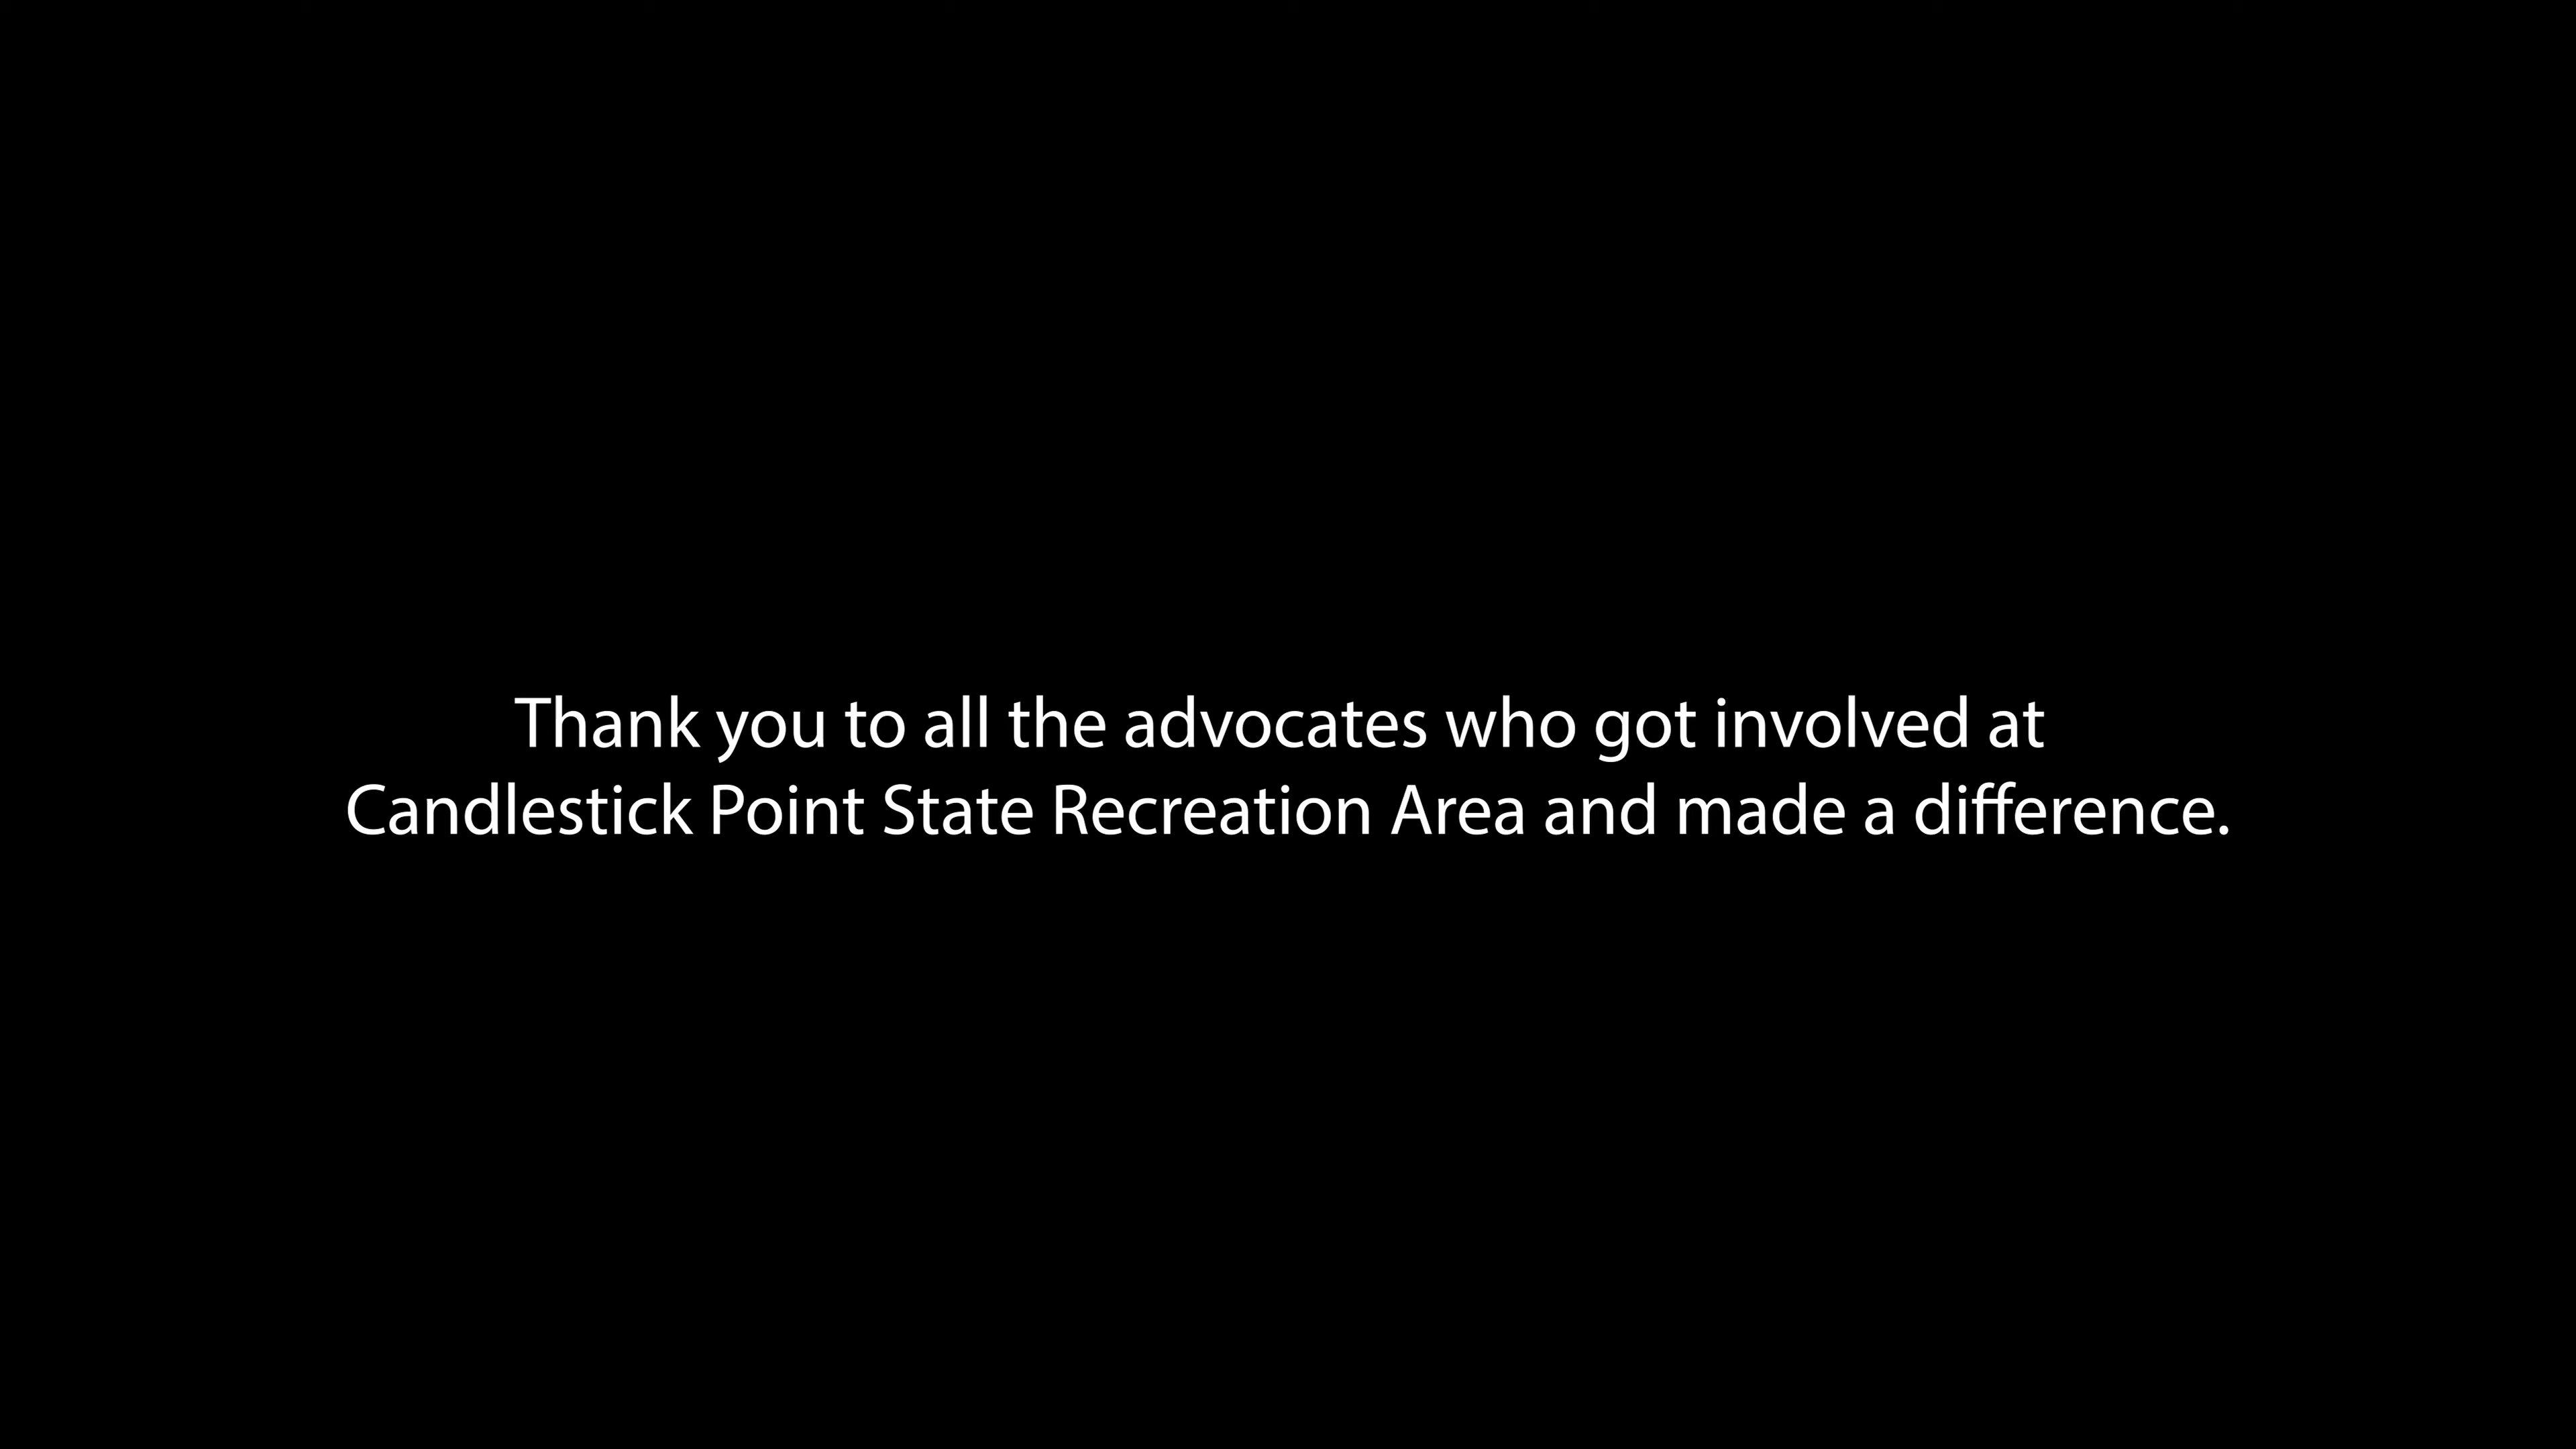 Thank you to all the advocates who got involved at
Candlestick Point State Recreation Area and made a difference.